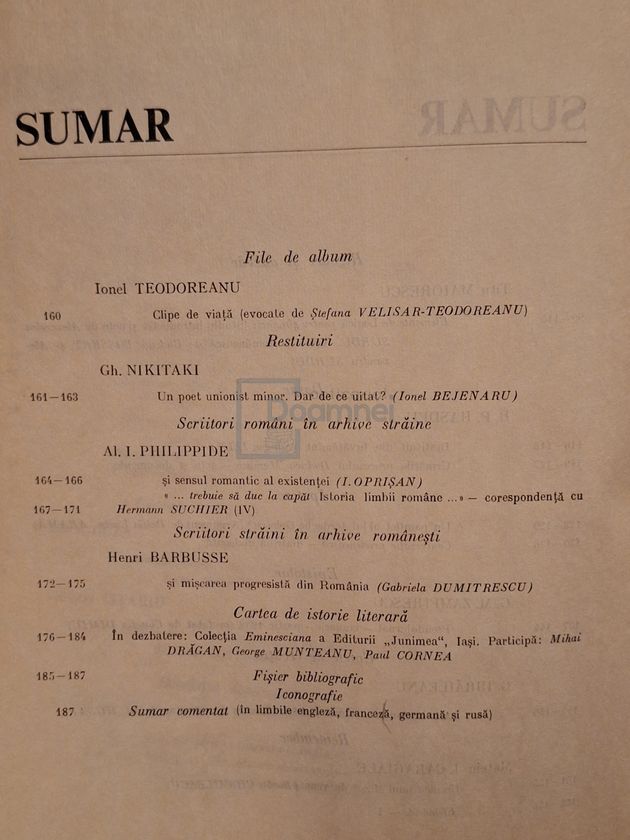 SUMAR
File de album
Ionel TEODOREANU
160 Clipe de viață (evocate de Ștefana VELISAR-TEODOREANU)
Restituiri
Gh. NIKITAKI
161—163 Un poet unionist minor. Dar de ce uitat? (Ionel BEJENARU)
Scriitori români în arhive străine
Al. I. PHILIPPIDE
164—166 și sensul romantic al existenței (I. OPRIȘAN)
« ... trebuie să duc la capăt Istoria limbii române ...» — corespondență cu
167—171 Hermann SUCHIER (IV)
Scriitori străini în arhive românești
Henri BARBUSSE
172—175 și mișcarea progresistă din România (Gabriela DUMITRESCU)
Cartea de istorie literară
176—184 În dezbatere: Colecția Eminesciana a Editurii „Junimea", Iași. Participă: Mihai
DRĂGAN, George MUNTEANU, Paul CORNEA
185—187 Fișier bibliografic
Iconografie
187 Sumar comentat (în limbile engleză, franceză, germană și rusă)